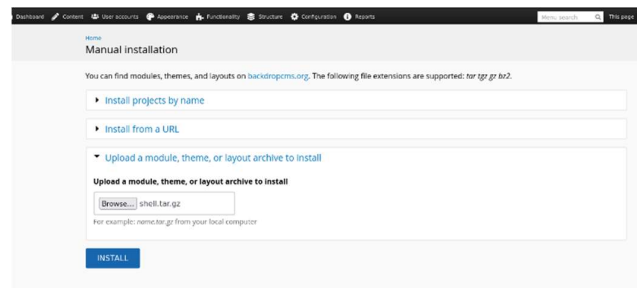 Dashboard Content User accounts Appearance Functionality Structure Configuration Reports Menu search This page
Home
Manual installation
You can find modules, themes, and layouts on backdropcms.org. The following file extensions are supported: tar tgz gz bz2.
Install projects by name
Install from a URL
Upload a module, theme, or layout archive to install
Upload a module, theme, or layout archive to install
Browse... shell.tar.gz
For example: name.tar.gz from your local computer
INSTALL